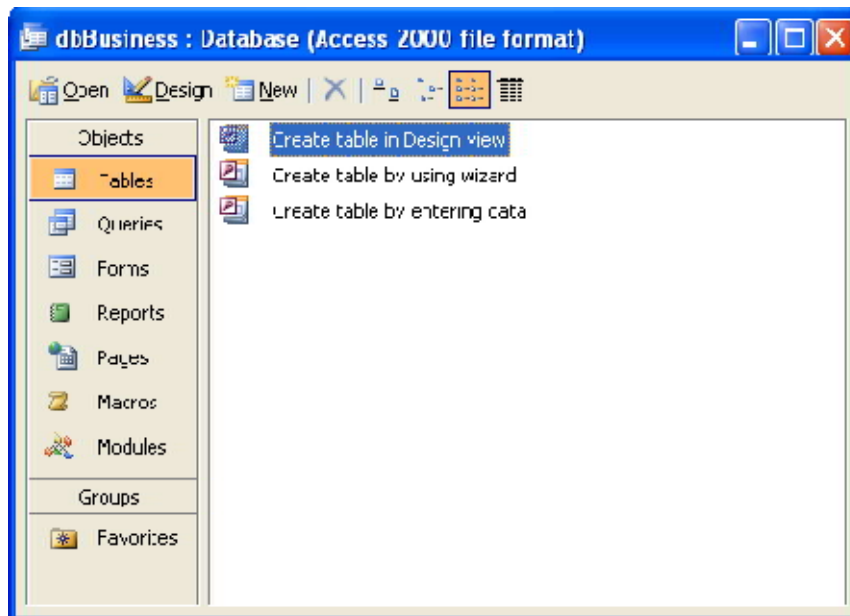 dbBusiness : Database (Access 2000 file format)
Open Design New
Objects
Tables
Queries
Forms
Reports
Pages
Macros
Modules
Groups
Favorites
Create table in Design view
Create table by using wizard
Create table by entering data